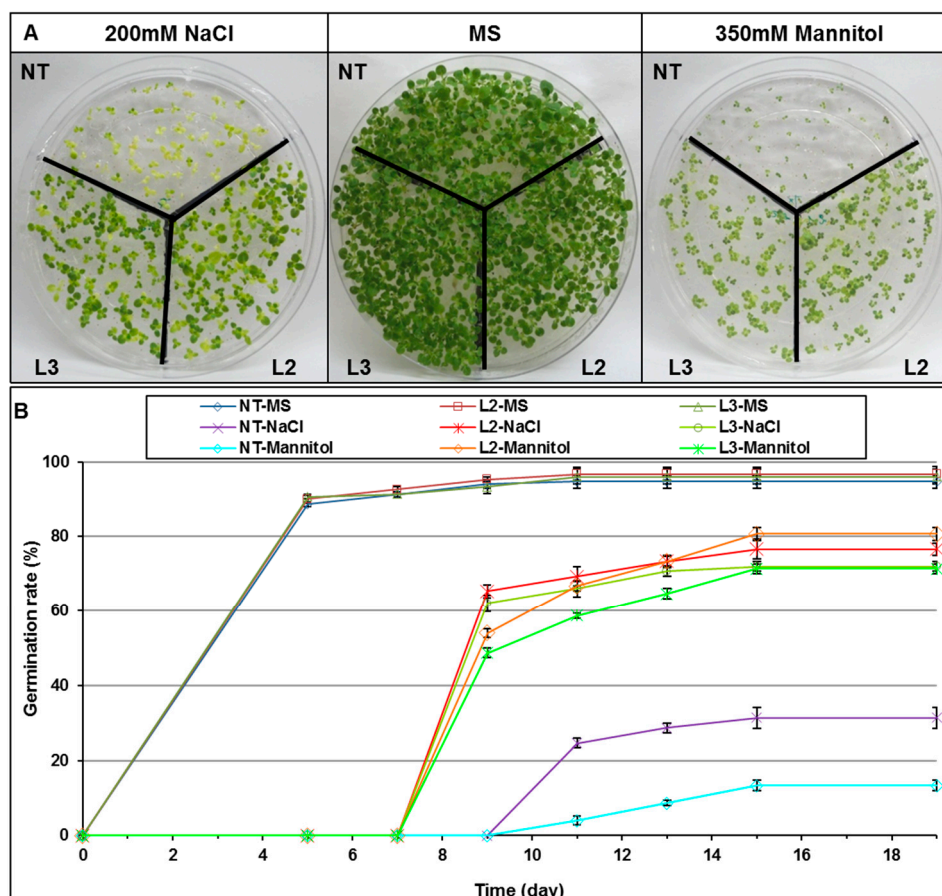 A 200mM NaCl MS 350mM Mannitol
NT NT NT
L3 L2 L3 L2 L3 L2
B
NT-MS L2-MS L3-MS
NT-NaCl L2-NaCl L3-NaCl
NT-Mannitol L2-Mannitol L3-Mannitol
100
80
60
40
20
0
Germination rate (%)
0 2 4 6 8 10 12 14 16 18
Time (day)